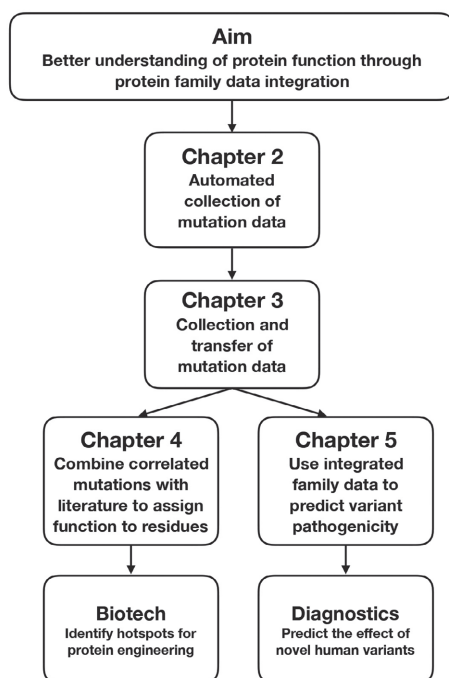 Aim
Better understanding of protein function through
protein family data integration
Chapter 2
Automated
collection of
mutation data
Chapter 3
Collection and
transfer of
mutation data
Chapter 4
Combine correlated
mutations with
literature to assign
function to residues
Chapter 5
Use integrated
family data to
predict variant
pathogenicity
Biotech
Identify hotspots for
protein engineering
Diagnostics
Predict the effect of
novel human variants